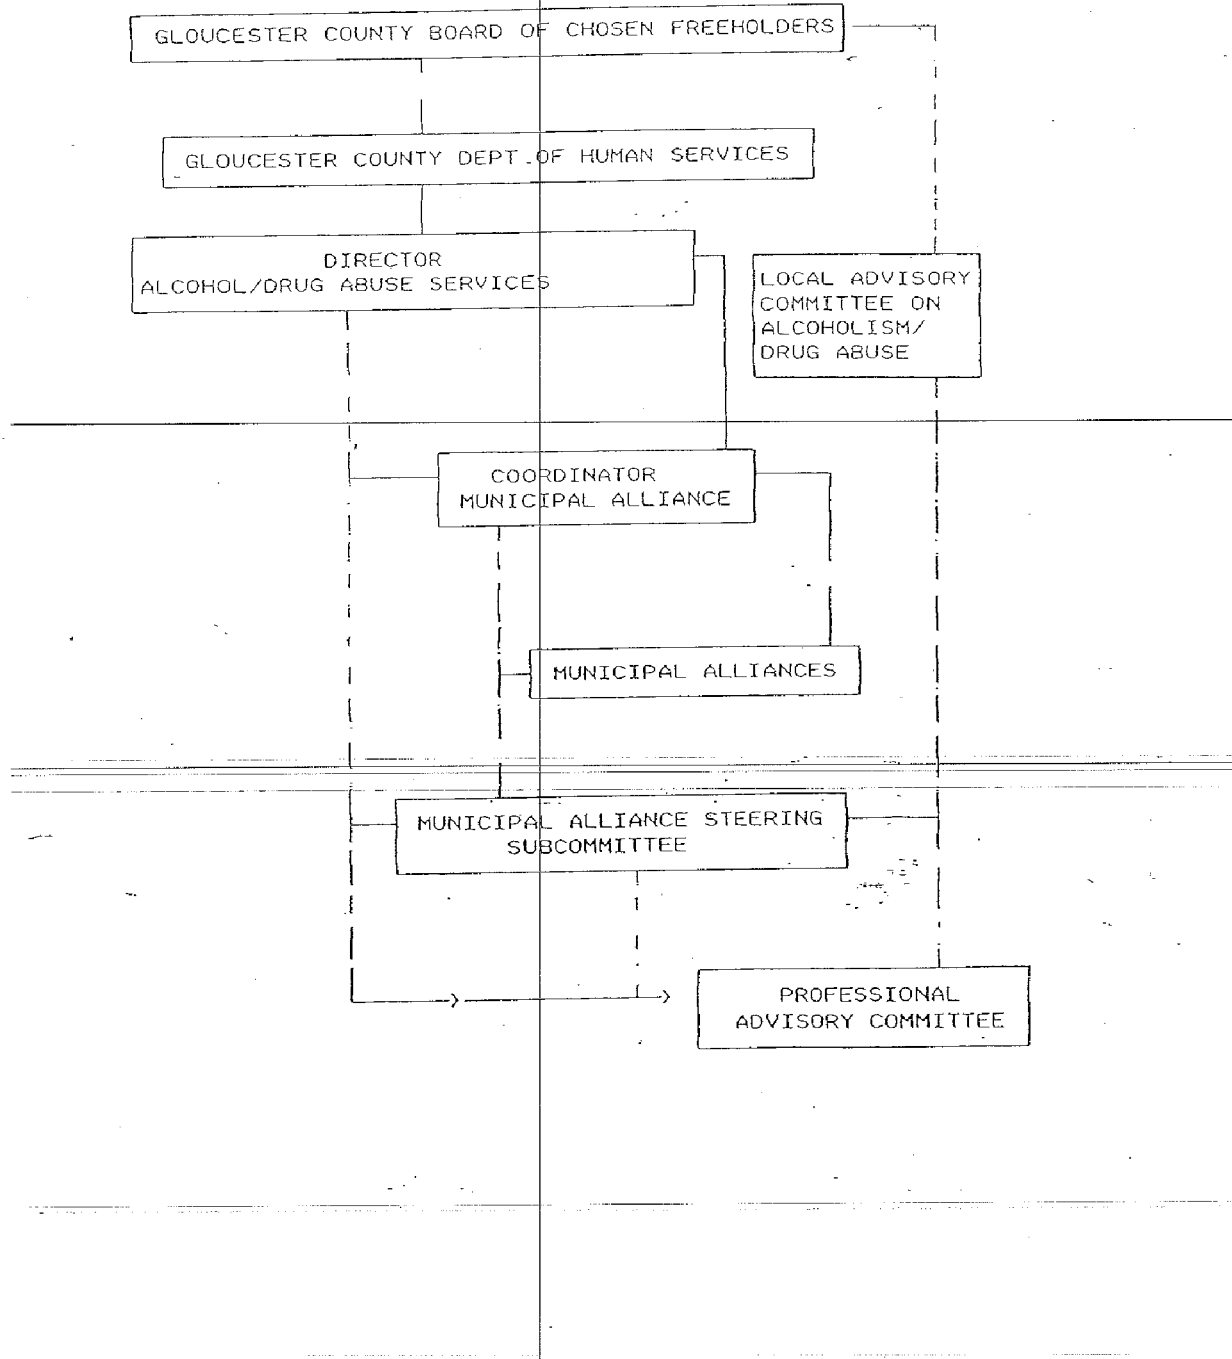 GLOUCESTER COUNTY BOARD OF CHOSEN FREEHOLDERS
GLOUCESTER COUNTY DEPT.OF HUMAN SERVICES
DIRECTOR
ALCOHOL/DRUG ABUSE SERVICES
LOCAL ADVISORY
COMMITTEE ON
ALCOHOLISM/
DRUG ABUSE
COORDINATOR
MUNICIPAL ALLIANCE
MUNICIPAL ALLIANCES
MUNICIPAL ALLIANCE STEERING
SUBCOMMITTEE
PROFESSIONAL
ADVISORY COMMITTEE